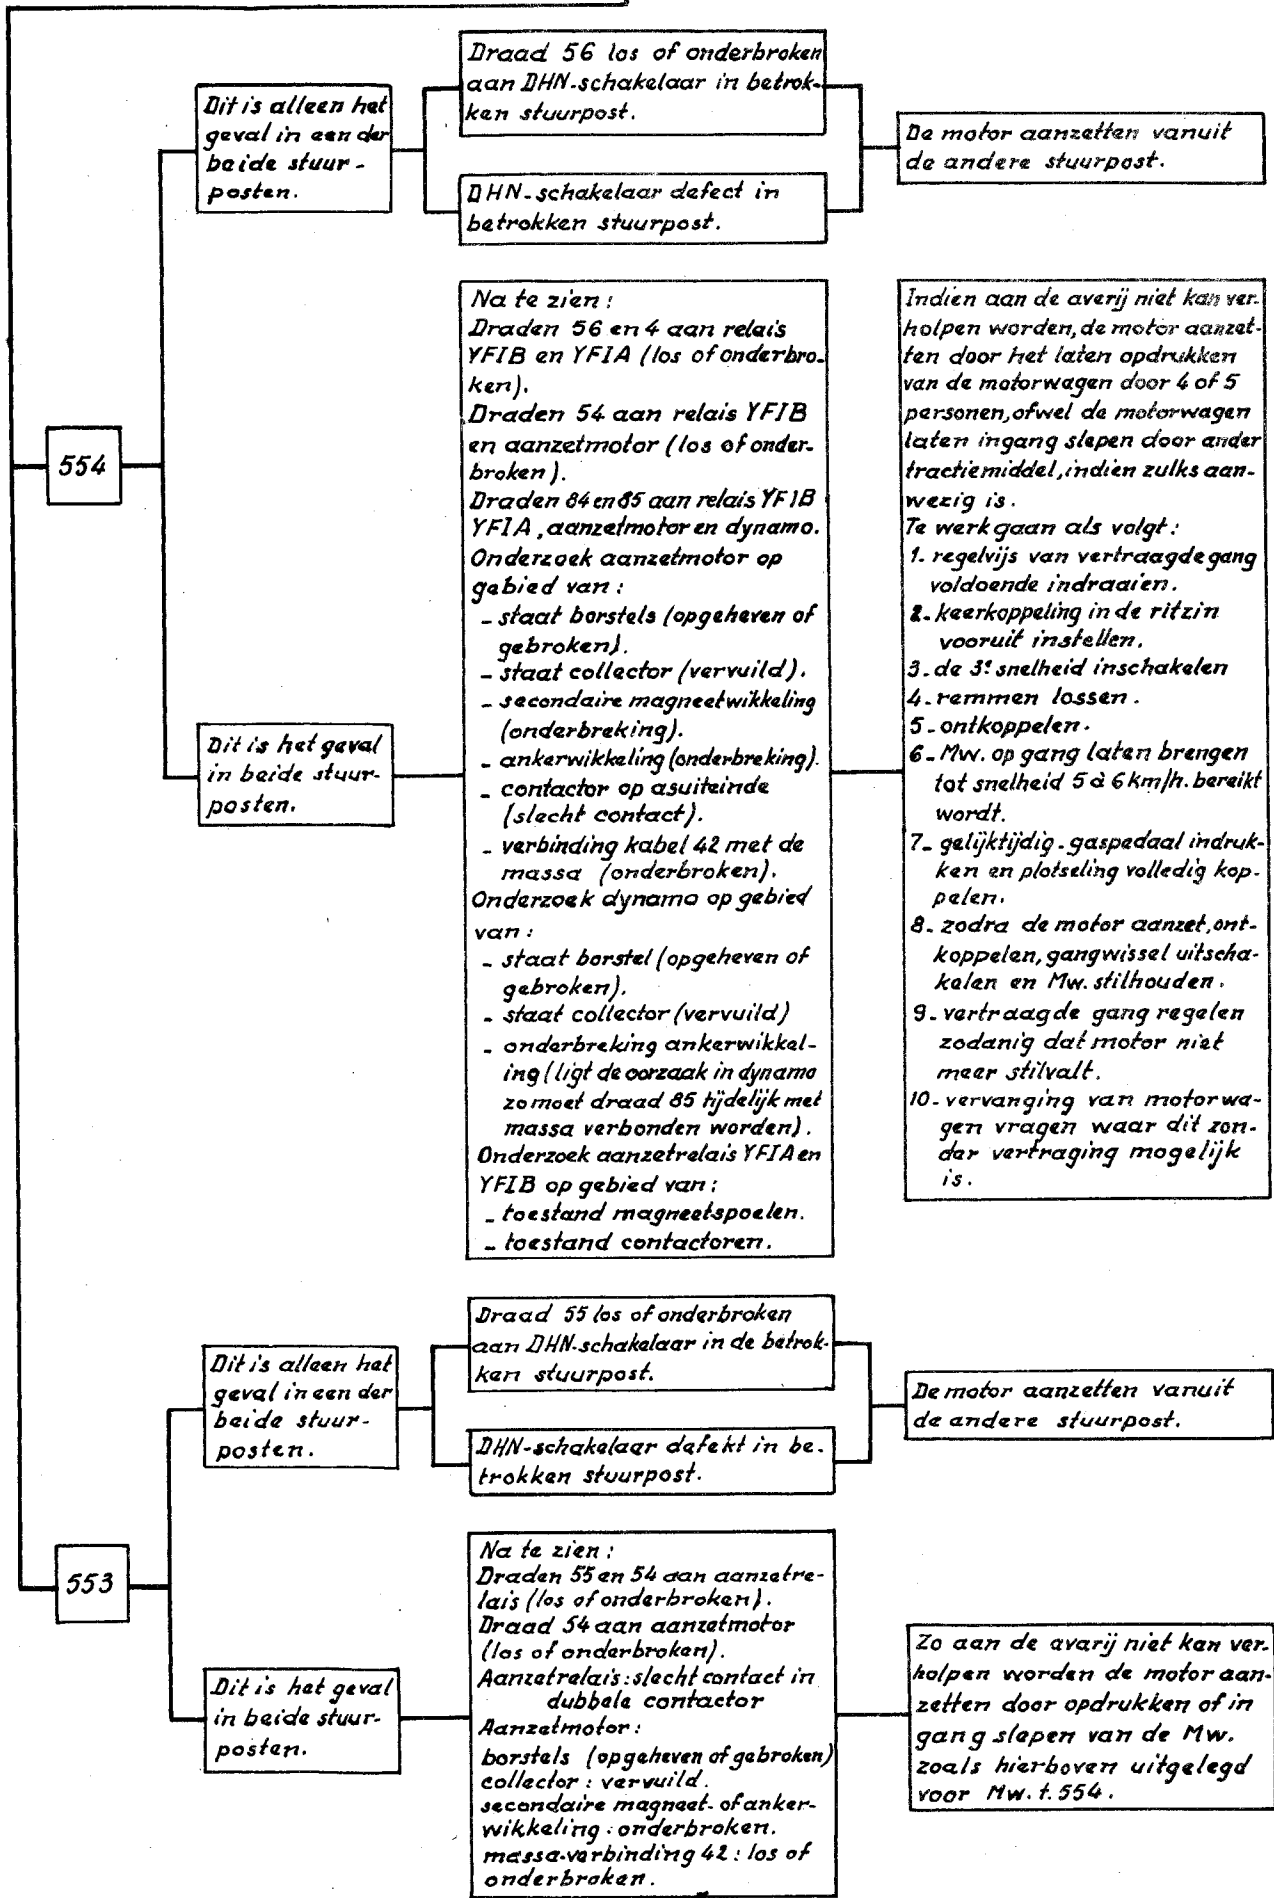 Draad 56 los of onderbroken
aan DHN-schakelaar in betrok-
ken stuurpost.
Dit is alleen het
geval in een der
beide stuur-
posten.
De motor aanzetten vanuit
de andere stuurpost.
DHN-schakelaar defect in
betrokken stuurpost.
554
Na te zien :
Draden 56 en 4 aan relais
YFIB en YFIA (los of onderbro-
ken).
Draden 54 aan relais YFIB
en aanzetmotor (los of onder-
broken).
Draden 84 en 85 aan relais YFIB
YFIA, aanzetmotor en dynamo.
Onderzoek aanzetmotor op
gebied van :
- staat borstels (opgeheven of
gebroken).
- staat collector (vervuild).
- secondaire magneetwikkeling
(onderbreking).
- ankerwikkeling (onderbreking).
- contactor op asuiteinde
(slecht contact).
- verbinding kabel 42 met de
massa (onderbroken).
Onderzoek dynamo op gebied
van :
- staat borstel (opgeheven of
gebroken).
- staat collector (vervuild)
- onderbreking ankerwikkel-
ing (ligt de oorzaak in dynamo
zo moet draad 85 tijdelijk met
massa verbonden worden).
Onderzoek aanzetrelais YFIA en
YFIB op gebied van :
- toestand magneetspoelen.
- toestand contactoren.
Dit is het geval
in beide stuur-
posten.
Indien aan de averij niet kan ver-
holpen worden, de motor aanzet-
ten door het laten opdrukken
van de motorwagen door 4 of 5
personen, ofwel de motorwagen
laten ingang slepen door ander
tractiemiddel, indien zulks aan-
wezig is.
Te werk gaan als volgt :
1- regelvijs van vertraagde gang
voldoende indraaien.
2- keerkoppeling in de ritzin
vooruit instellen.
3- de 3e snelheid inschakelen
4- remmen lossen.
5- ontkoppelen.
6- Mw. op gang laten brengen
tot snelheid 5 à 6 km/h. bereikt
wordt.
7- gelijktijdig - gaspedaal indruk-
ken en plotseling volledig kop-
pelen.
8- zodra de motor aanzet, ont-
koppelen, gangwissel uitscha-
kelen en Mw. stilhouden.
9- vertraagde gang regelen
zodanig dat motor niet
meer stilvalt.
10- vervanging van motorwa-
gen vragen waar dit zon-
der vertraging mogelijk
is.
Draad 55 los of onderbroken
aan DHN-schakelaar in de betrok-
ken stuurpost.
Dit is alleen het
geval in een der
beide stuur-
posten.
De motor aanzetten vanuit
de andere stuurpost.
DHN-schakelaar defekt in be-
trokken stuurpost.
553
Na te zien :
Draden 55 en 54 aan aanzetre-
lais (los of onderbroken).
Draad 54 aan aanzetmotor
(los of onderbroken).
Aanzetrelais : slecht contact in
dubbele contactor
Aanzetmotor :
borstels (opgeheven of gebroken)
collector : vervuild.
secondaire magneet- of anker-
wikkeling : onderbroken.
massa-verbinding 42 : los of
onderbroken.
Dit is het geval
in beide stuur-
posten.
Zo aan de avarij niet kan ver-
holpen worden de motor aan-
zetten door opdrukken of in
gang slepen van de Mw.
zoals hierboven uitgelegd
voor Mw. t. 554.